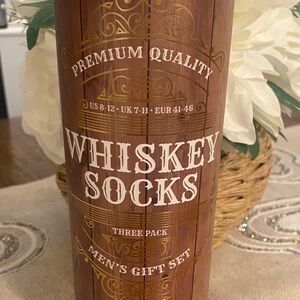 PREMIUM QUALITY
US 8-12 • UK 7-11 • EUR 41-46
WHISKEY
SOCKS
THREE PACK
MEN'S GIFT SET